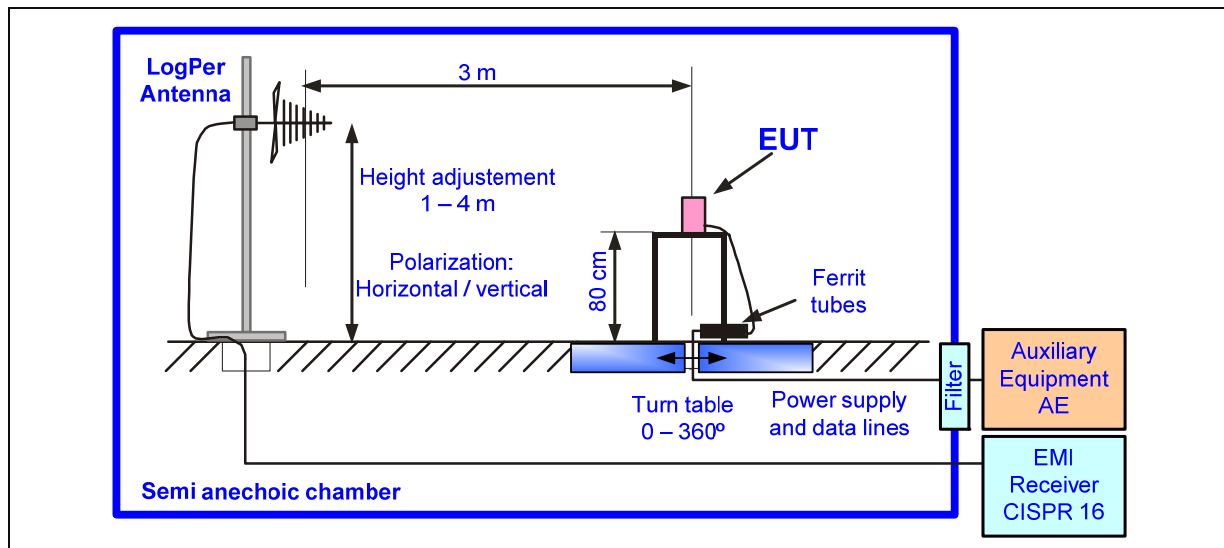 LogPer
Antenna
3 m
EUT
Height adjustement
1 – 4 m
Polarization:
Horizontal / vertical
80 cm
Ferrit
tubes
Turn table
0 – 360º
Power supply
and data lines
Filter
Auxiliary
Equipment
AE
EMI
Receiver
CISPR 16
Semi anechoic chamber